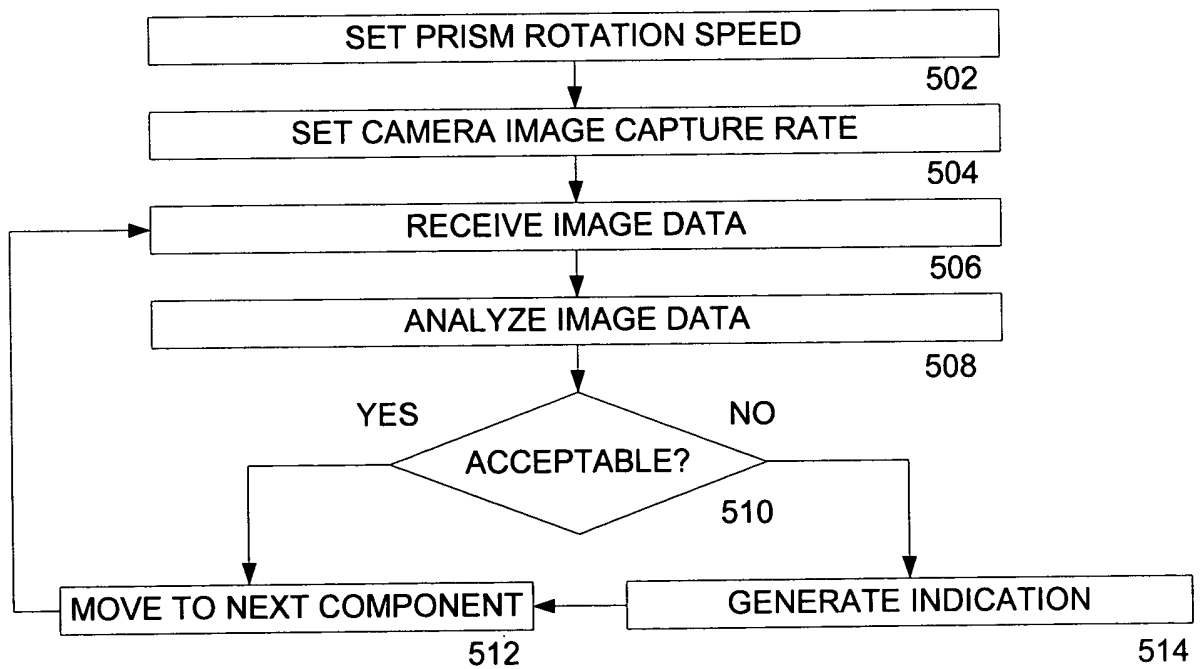 SET PRISM ROTATION SPEED
502
SET CAMERA IMAGE CAPTURE RATE
504
RECEIVE IMAGE DATA
506
ANALYZE IMAGE DATA
508
YES
NO
ACCEPTABLE?
510
MOVE TO NEXT COMPONENT
512
GENERATE INDICATION
514